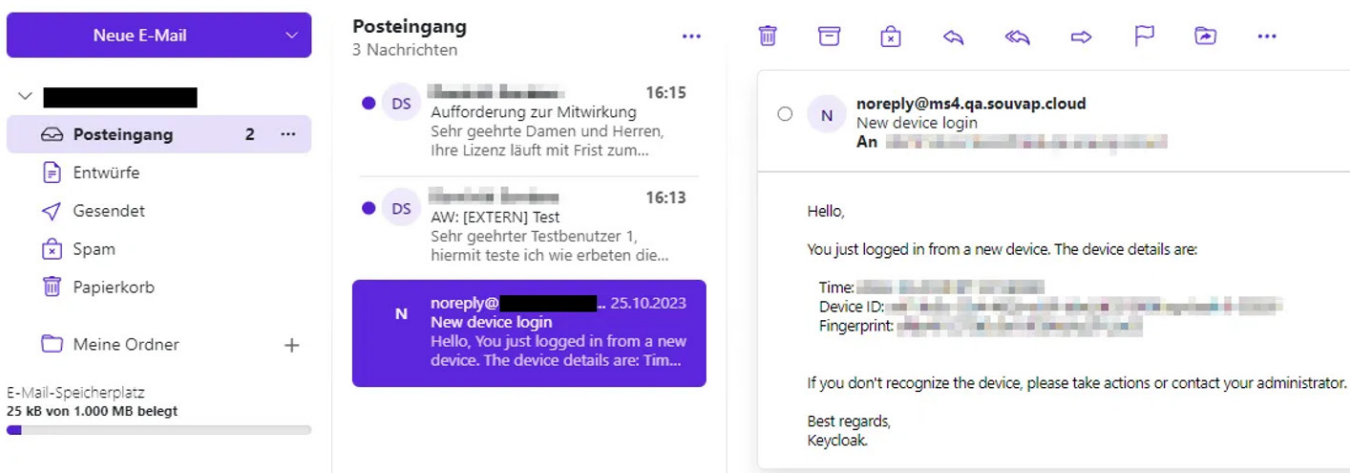 Neue E-Mail
Posteingang 2
Entwürfe
Gesendet
Spam
Papierkorb
Meine Ordner
E-Mail-Speicherplatz
25 kB von 1.000 MB belegt
Posteingang
3 Nachrichten
DS
16:15
Aufforderung zur Mitwirkung
Sehr geehrte Damen und Herren,
Ihre Lizenz läuft mit Frist zum...
DS
16:13
AW: [EXTERN] Test
Sehr geehrter Testbenutzer 1,
hiermit teste ich wie erbeten die...
N
noreply@ ... 25.10.2023
New device login
Hello, You just logged in from a new
device. The device details are: Tim...
N
noreply@ms4.qa.souvap.cloud
New device login
An
Hello,
You just logged in from a new device. The device details are:
Time:
Device ID:
Fingerprint:
If you don't recognize the device, please take actions or contact your administrator.
Best regards,
Keycloak.